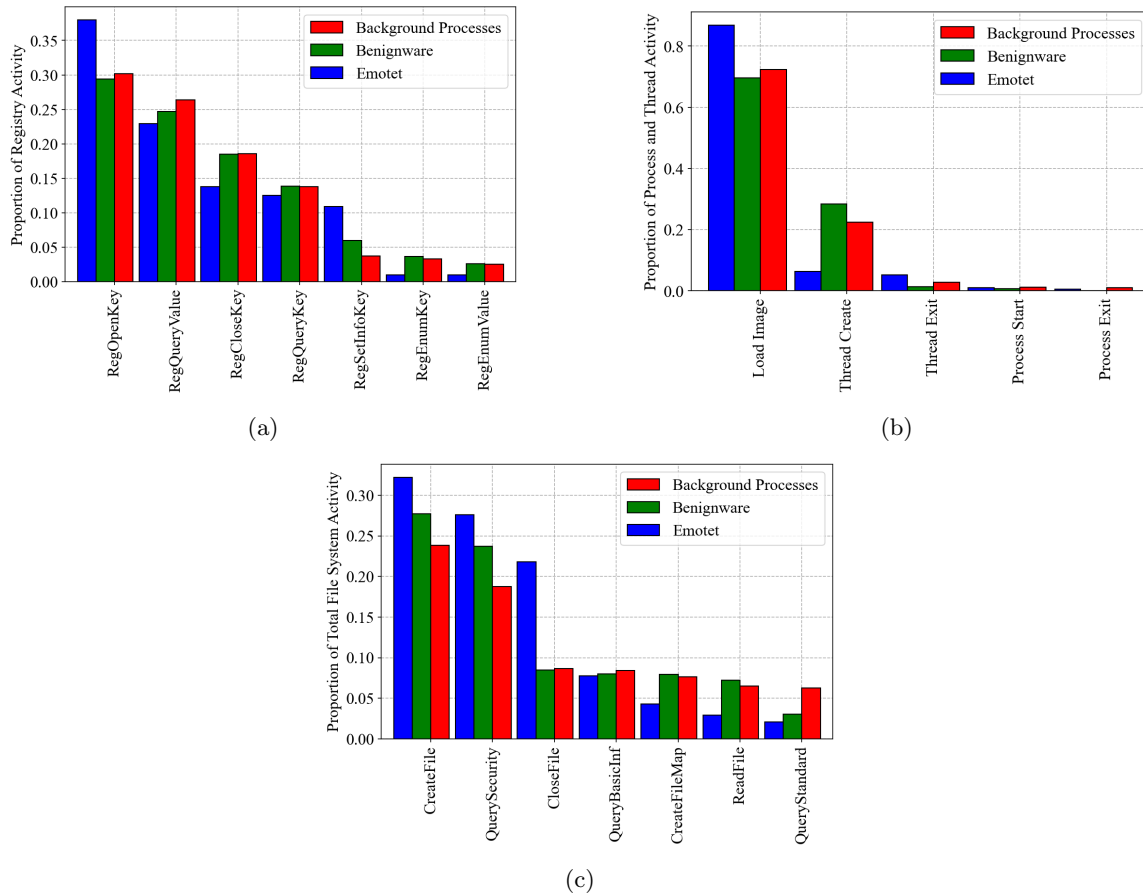 Proportion of Registry Activity
0.35
0.30
0.25
0.20
0.15
0.10
0.05
0.00
Background Processes
Benignware
Emotet
RegOpenKey
RegQueryValue
RegCloseKey
RegQueryKey
RegSetInfoKey
RegEnumKey
RegEnumValue
(a)
Proportion of Process and Thread Activity
0.8
0.6
0.4
0.2
0.0
Background Processes
Benignware
Emotet
Load Image
Thread Create
Thread Exit
Process Start
Process Exit
(b)
Proportion of Total File System Activity
0.30
0.25
0.20
0.15
0.10
0.05
0.00
Background Processes
Benignware
Emotet
CreateFile
QuerySecurity
CloseFile
QueryBasicInf
CreateFileMap
ReadFile
QueryStandard
(c)